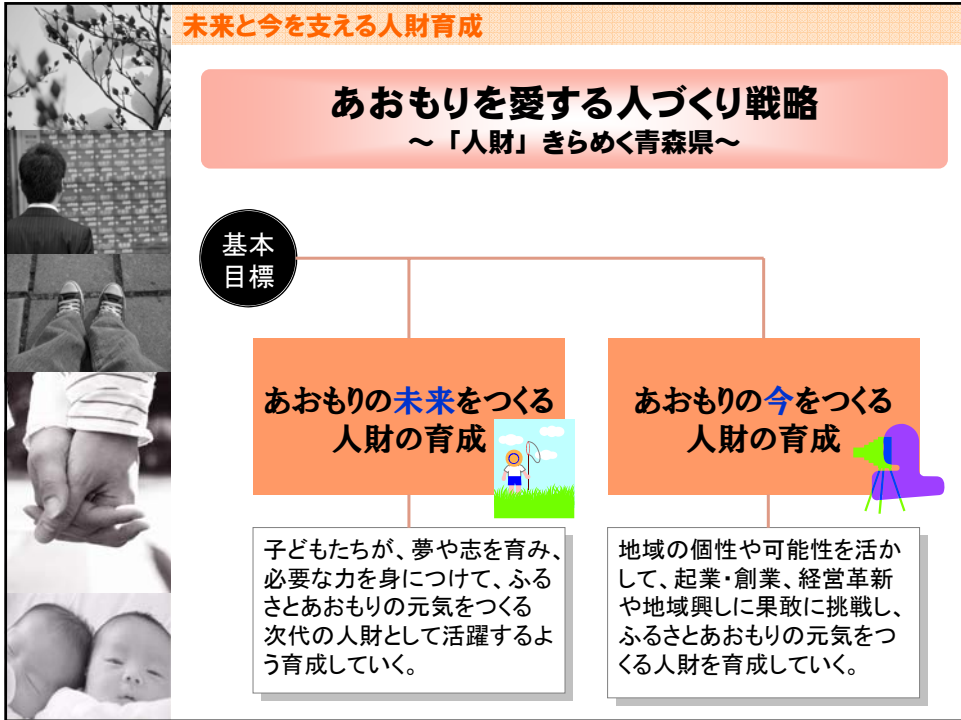 未来と今を支える人財育成
あおもりを愛する人づくり戦略
～「人財」きらめく青森県～
基本
目標
あおもりの未来をつくる
人財の育成
子どもたちが、夢や志を育み、
必要な力を身につけて、ふる
さとあおもりの元気をつくる
次代の人財として活躍するよ
う育成していく。
あおもりの今をつくる
人財の育成
地域の個性や可能性を活か
して、起業・創業、経営革新
や地域興しに果敢に挑戦し、
ふるさとあおもりの元気をつ
くる人財を育成していく。